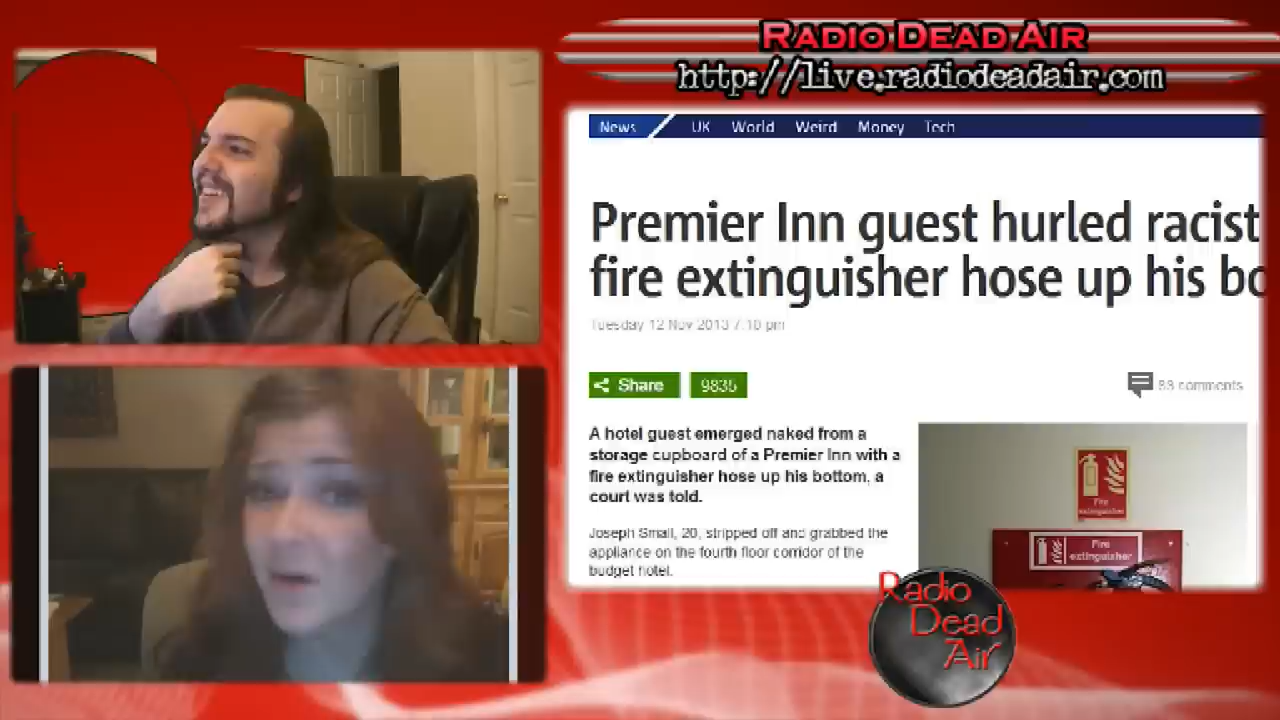 RADIO DEAD AIR
http://live.radiodeadair.com
News UK World Weird Money Tech
Premier Inn guest hurled racist
fire extinguisher hose up his bo
Tuesday 12 Nov 2013 7:10 pm
Share 9835
83 comments
A hotel guest emerged naked from a
storage cupboard of a Premier Inn with a
fire extinguisher hose up his bottom, a
court was told.
Joseph Small, 20, stripped off and grabbed the
appliance on the fourth floor corridor of the
budget hotel.
Fire
extinguisher
Fire
extinguisher
Radio
Dead
Air